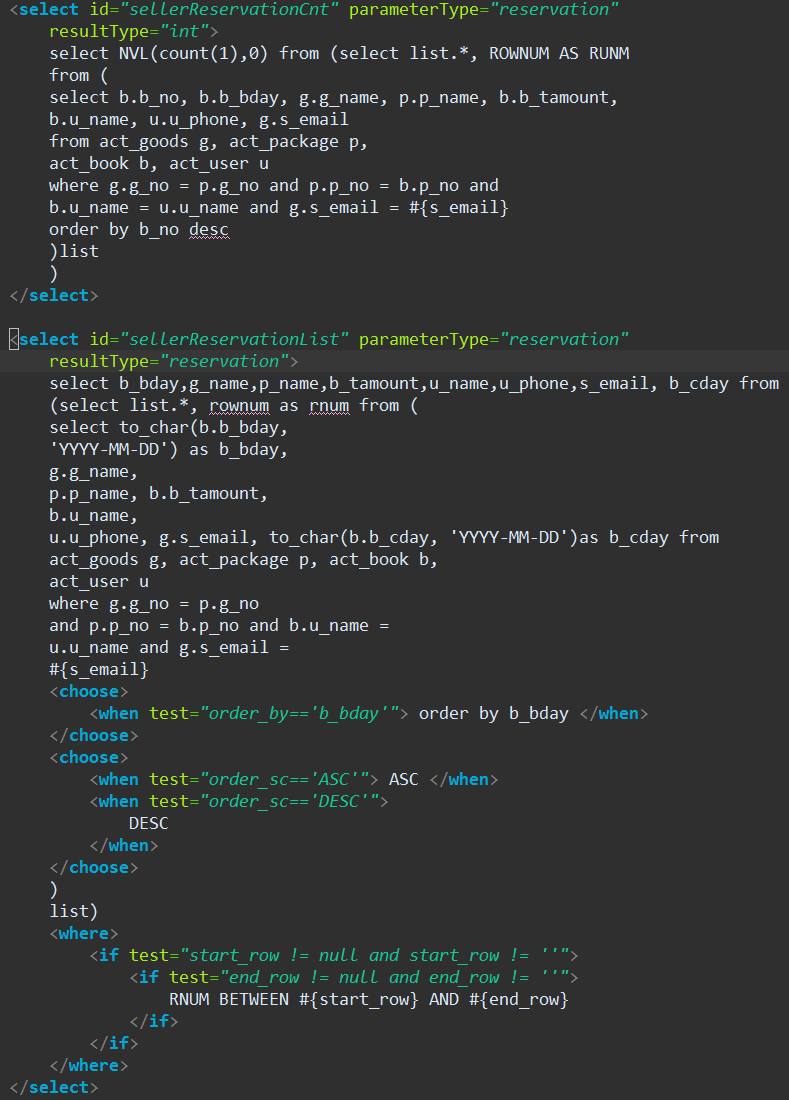 <select id="sellerReservationCnt" parameterType="reservation"
resultType="int">
select NVL(count(1),0) from (select list.*, ROWNUM AS RUNM
from (
select b.b_no, b.b_bday, g.g_name, p.p_name, b.b_tamount,
b.u_name, u.u_phone, g.s_email
from act_goods g, act_package p,
act_book b, act_user u
where g.g_no = p.g_no and p.p_no = b.p_no and
b.u_name = u.u_name and g.s_email = #{s_email}
order by b_no desc
)list
)
</select>
<select id="sellerReservationList" parameterType="reservation"
resultType="reservation">
select b_bday,g_name,p_name,b_tamount,u_name,u_phone,s_email, b_cday from
(select list.*, rownum as rnum from (
select to_char(b.b_bday,
'YYYY-MM-DD') as b_bday,
g.g_name,
p.p_name, b.b_tamount,
b.u_name,
u.u_phone, g.s_email, to_char(b.b_cday, 'YYYY-MM-DD')as b_cday from
act_goods g, act_package p, act_book b,
act_user u
where g.g_no = p.g_no
and p.p_no = b.p_no and b.u_name =
u.u_name and g.s_email =
#{s_email}
<choose>
<when test="order_by=='b_bday'"> order by b_bday </when>
</choose>
<choose>
<when test="order_sc=='ASC'"> ASC </when>
<when test="order_sc=='DESC'">
DESC
</when>
</choose>
)
list)
<where>
<if test="start_row != null and start_row != ''">
<if test="end_row != null and end_row != ''">
RNUM BETWEEN #{start_row} AND #{end_row}
</if>
</if>
</where>
</select>